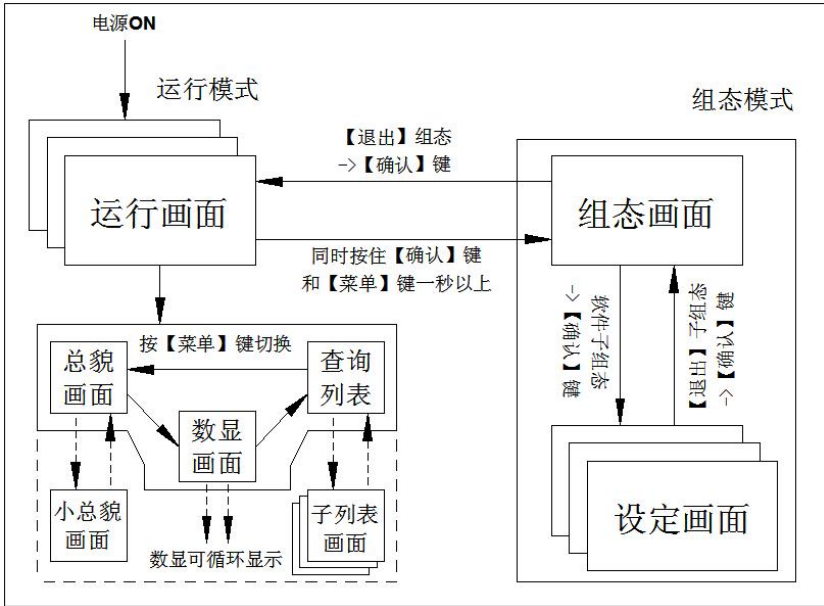 电源ON
运行模式
组态模式
【退出】组态
->【确认】键
运行画面
组态画面
同时按住【确认】键
和【菜单】键一秒以上
软件子组态
->【确认】键
【退出】子组态
->【确认】键
按【菜单】键切换
总貌
画面
查询
列表
数显
画面
小总貌
画面
子列表
画面
数显可循环显示
设定画面